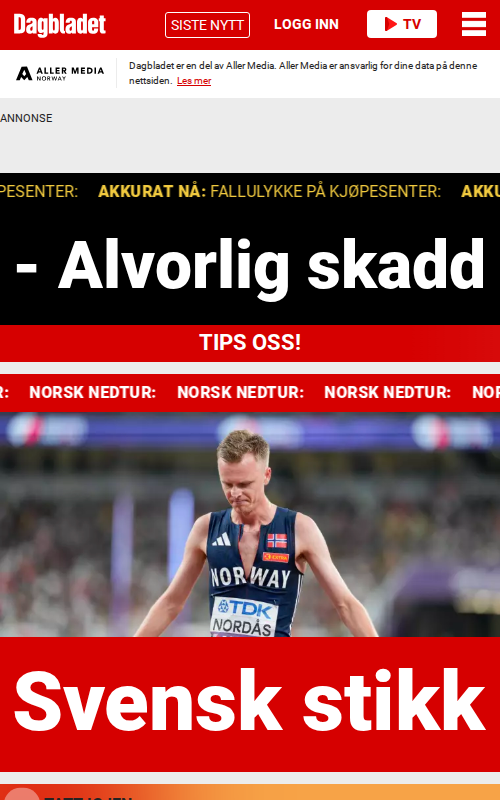 Dagbladet
SISTE NYTT
LOGG INN
TV
ALLER MEDIA
NORWAY
Dagbladet er en del av Aller Media. Aller Media er ansvarlig for dine data på denne
nettsiden. Les mer
ANNONSE
PESENTER: AKKURAT NÅ: FALLULYKKE PÅ KJØPESENTER: AKKU
- Alvorlig skadd
TIPS OSS!
R: NORSK NEDTUR: NORSK NEDTUR: NORSK NEDTUR: NOR
NORWAY
TDK
NORDÅS
Svensk stikk